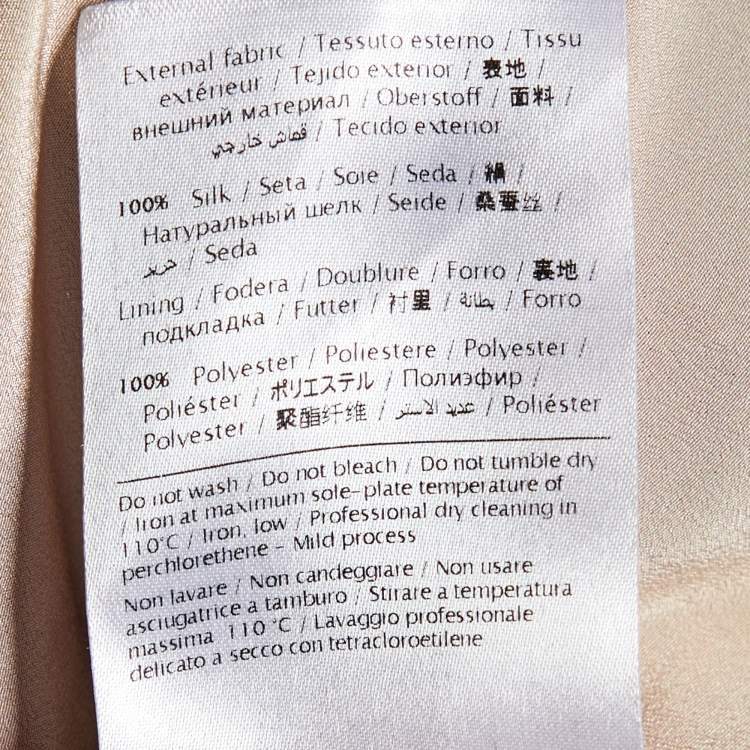 External fabric / Tessuto esterno / Tissu
extérieur / Tejido exterior / 表地 /
внешний материал / Oberstoff / 面料 /
قماش خارجي / Tecido exterior
100% Silk / Seta / Soie / Seda / 絹 /
Натуральный шелк / Seide / 桑蚕丝 /
حرير / Seda
Lining / Fodera / Doublure / Forro / 裏地 /
подкладка / Futter / 衬里 / بطانة / Forro
100% Polyester / Poliestere / Polyester /
Poliéster / ポリエステル / Полиэфир /
Polyester / 聚酯纤维 / عديد الاستر / Poliéster
Do not wash / Do not bleach / Do not tumble dry
/ Iron at maximum sole-plate temperature of
110°C / Iron, low / Professional dry cleaning in
perchlorethene - Mild process
Non lavare / Non candeggiare / Non usare
asciugatrice a tamburo / Stirare a temperatura
massima 110 °C / Lavaggio professionale
delicato a secco con tetracloroetilene